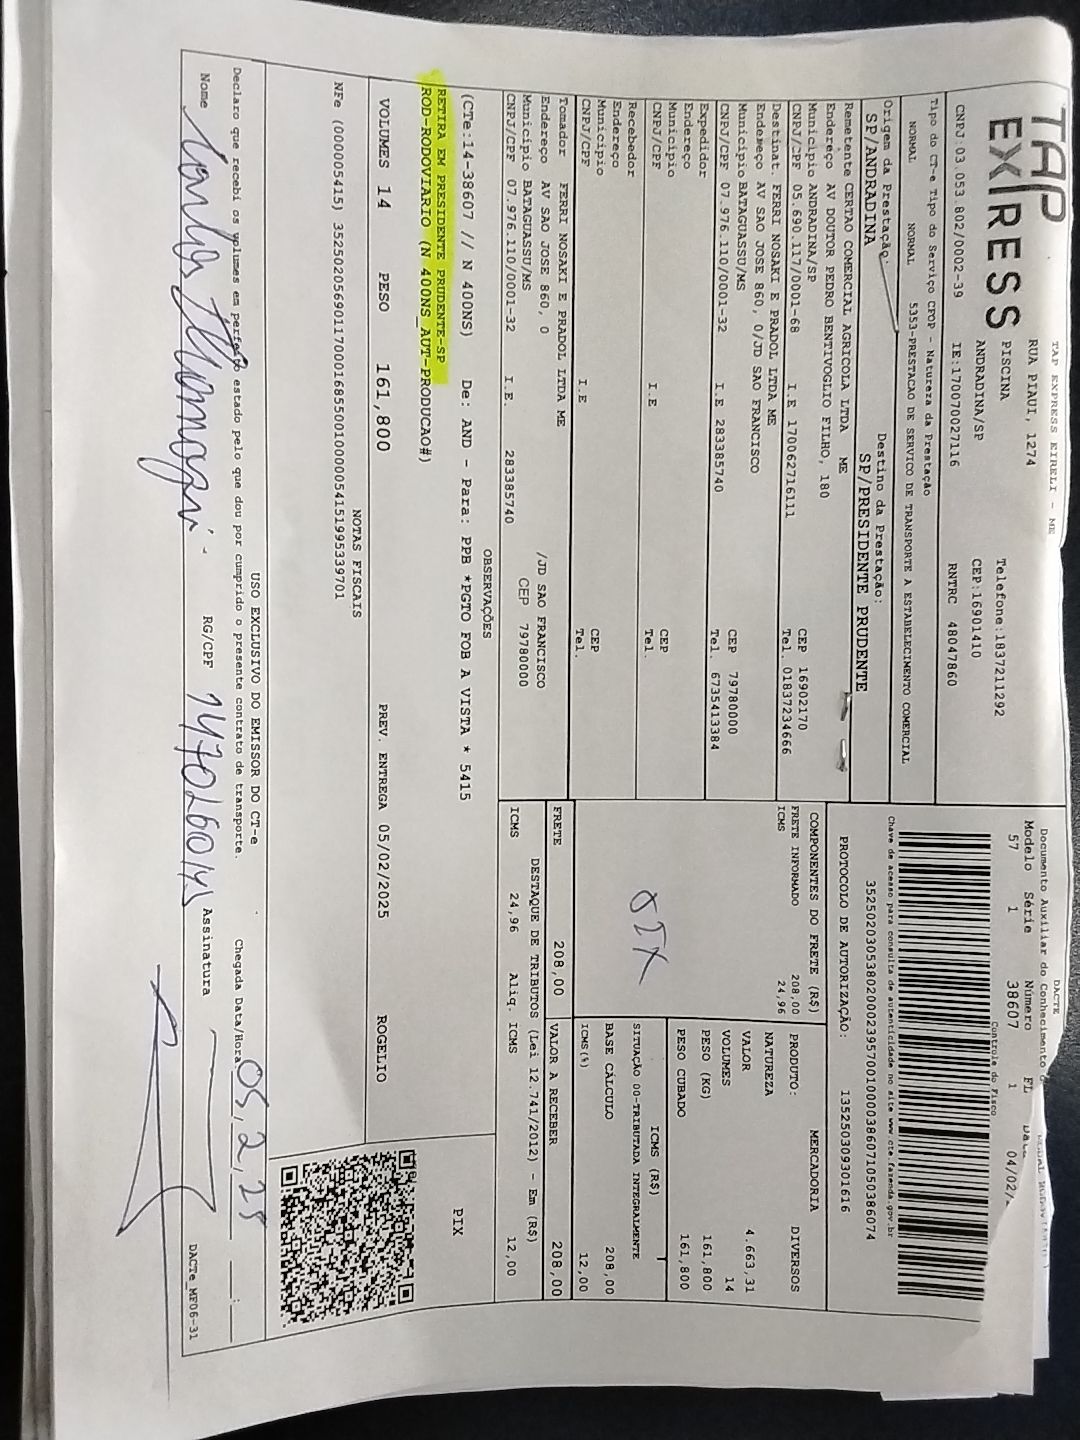 TAP EXPRESS EIRELI - ME
TAP
EXPRESS
RUA PIAUI, 1274
PISCINA
ANDRADINA/SP
Telefone:1837211292
CEP:16901410
CNPJ:03.053.802/0002-39 IE:170070027116 RNTRC 48047860
Tipo do CT-e Tipo do Serviço CFOP - Natureza da Prestação
NORMAL NORMAL 5353-PRESTACAO DE SERVICO DE TRANSPORTE A ESTABELECIMENTO COMERCIAL
Origem da Prestação: Destino da Prestação:
SP/ANDRADINA SP/PRESIDENTE PRUDENTE
DACTE
Documento Auxiliar do Conhecimento
Modelo Série Número FL
57 1 38607 1 04/02/
Controle do Fisco
Chave de acesso para consulta de autenticidade no site www.cte.fazenda.gov.br
35250203053802000239570010000386071050386074
PROTOCOLO DE AUTORIZAÇÃO: 135250309301616
Remetente CERTAO COMERCIAL AGRICOLA LTDA ME
Endereço AV DOUTOR PEDRO BENTIVOGLIO FILHO, 180
Município ANDRADINA/SP CEP 16902170
CNPJ/CPF 05.690.117/0001-68 I.E 170062716111 Tel. 01837234666
Destinat. FERRI NOSAKI E PRADOL LTDA ME
Endereço AV SAO JOSE 860, 0/JD SAO FRANCISCO
Município BATAGUASSU/MS CEP 79780000
CNPJ/CPF 07.976.110/0001-32 I.E 283385740 Tel. 6735413384
Expedidor
Endereço
Município CEP
CNPJ/CPF I.E Tel.
Recebedor
Endereço
Município CEP
CNPJ/CPF I.E Tel.
Tomador FERRI NOSAKI E PRADOL LTDA ME
Endereço AV SAO JOSE 860, 0 /JD SAO FRANCISCO
Município BATAGUASSU/MS CEP 79780000
CNPJ/CPF 07.976.110/0001-32 I.E. 283385740
COMPONENTES DO FRETE (R$)
FRETE INFORMADO 208,00
ICMS 24,96
PIX
MERCADORIA
PRODUTO: DIVERSOS
NATUREZA
VALOR 4.663,31
VOLUMES 14
PESO (KG) 161,800
PESO CUBADO 161,800
ICMS (R$)
SITUAÇÃO 00-TRIBUTADA INTEGRALMENTE
BASE CÁLCULO 208,00
ICMS(%) 12,00
FRETE 208,00 VALOR A RECEBER 208,00
DESTAQUE DE TRIBUTOS (Lei 12.741/2012) - Em (R$)
ICMS 24,96 Aliq. ICMS 12,00
OBSERVAÇÕES
(CTe:14-38607 // N 400NS) De: AND - Para: PPB *PGTO FOB A VISTA * 5415
RETIRA EM PRESIDENTE PRUDENTE-SP
ROD-RODOVIARIO (N 400NS_AUT-PRODUCAO#)
PIX
VOLUMES 14 PESO 161,800 PREV. ENTREGA 05/02/2025 ROGELIO
NOTAS FISCAIS
NFe (000005415) 35250205690117000168550010000054151995339701
USO EXCLUSIVO DO EMISSOR DO CT-e
Declaro que recebi os volumes em perfeito estado pelo que dou por cumprido o presente contrato de transporte.
Chegada Data/Hora 05,2,25 :
Nome RG/CPF Assinatura
DACTe_MF06-31